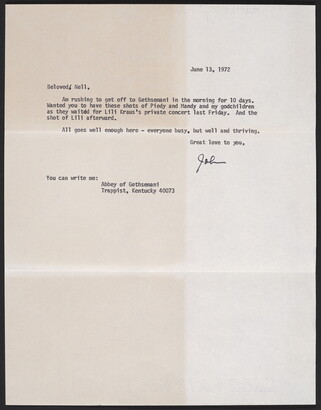 June 13, 1972
Beloved, Nell,
Am rushing to get off to Gethsemani in the morning for 10 days.
Wanted you to have these shots of Pindy and Mandy and my godchildren
as they waited for Lili Kraus's private concert last Friday. And the
shot of Lili afterward.
All goes well enough here - everyone busy, but well and thriving.
Great love to you,
John
You can write me:
Abbey of Gethsemani
Trappist, Kentucky 40073